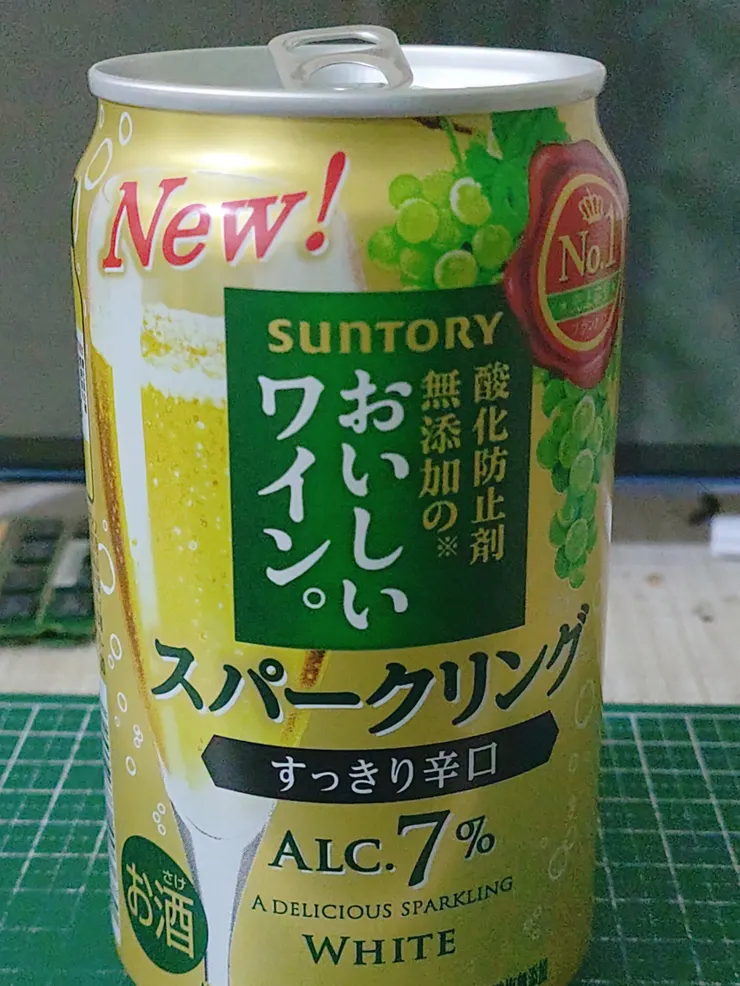 New!
No.1
SUNTORY
酸化防止剤
無添加の※
おいしい
ワイン。
スパークリング
すっきり辛口
ALC.7%
さけ
お酒
A DELICIOUS SPARKLING
WHITE